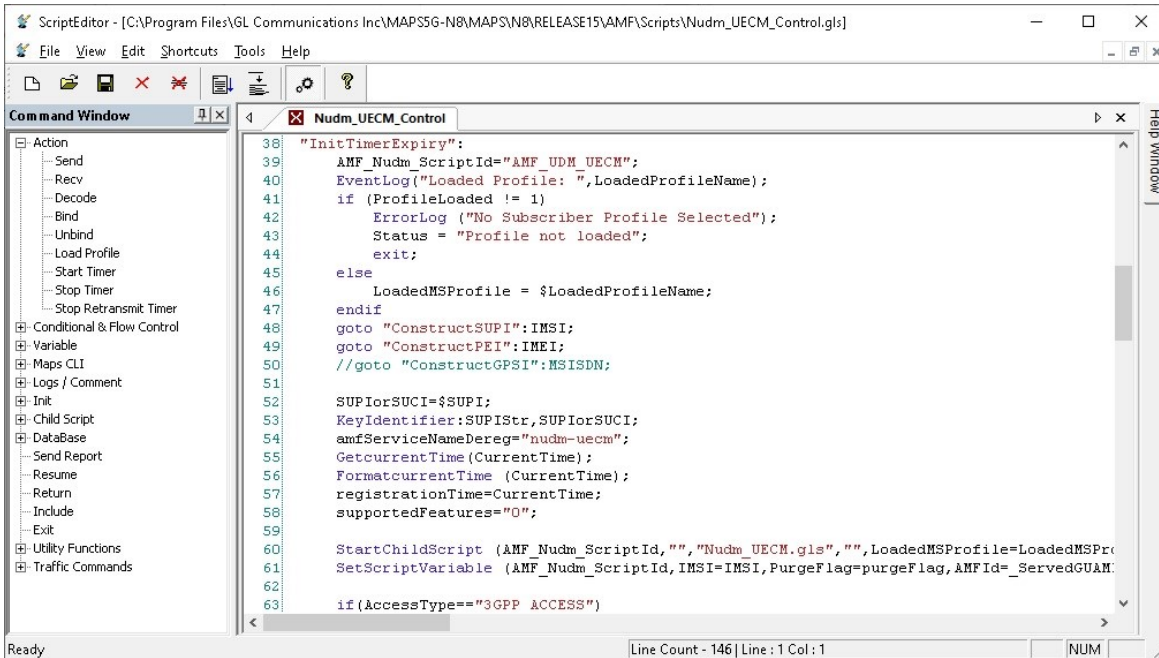 ScriptEditor - [C:\Program Files\GL Communications Inc\MAPS5G-N8\MAPS\N8\RELEASE15\AMF\Scripts\Nudm_UECM_Control.gls]
File View Edit Shortcuts Tools Help
Command Window
Action
Send
Recv
Decode
Bind
Unbind
Load Profile
Start Timer
Stop Timer
Stop Retransmit Timer
Conditional & Flow Control
Variable
Maps CLI
Logs / Comment
Init
Child Script
DataBase
Send Report
Resume
Return
Include
Exit
Utility Functions
Traffic Commands
Nudm_UECM_Control
38 "InitTimerExpiry":
39 AMF_Nudm_ScriptId="AMF_UDM_UECM";
40 EventLog("Loaded Profile: ",LoadedProfileName);
41 if (ProfileLoaded != 1)
42 ErrorLog ("No Subscriber Profile Selected");
43 Status = "Profile not loaded";
44 exit;
45 else
46 LoadedMSProfile = $LoadedProfileName;
47 endif
48 goto "ConstructSUPI":IMSI;
49 goto "ConstructPEI":IMEI;
50 //goto "ConstructGPSI":MSISDN;
51
52 SUPIorSUCI=$SUPI;
53 KeyIdentifier:SUPIStr,SUPIorSUCI;
54 amfServiceNameDereg="nudm-uecm";
55 GetcurrentTime(CurrentTime);
56 FormatcurrentTime (CurrentTime);
57 registrationTime=CurrentTime;
58 supportedFeatures="0";
59
60 StartChildScript (AMF_Nudm_ScriptId,"","Nudm_UECM.gls","",LoadedMSProfile=LoadedMSPro
61 SetScriptVariable (AMF_Nudm_ScriptId,IMSI=IMSI,PurgeFlag=purgeFlag,AMFId=_ServedGUAM
62
63 if(AccessType=="3GPP ACCESS")
Help Window
Ready
Line Count - 146 | Line : 1 Col : 1
NUM